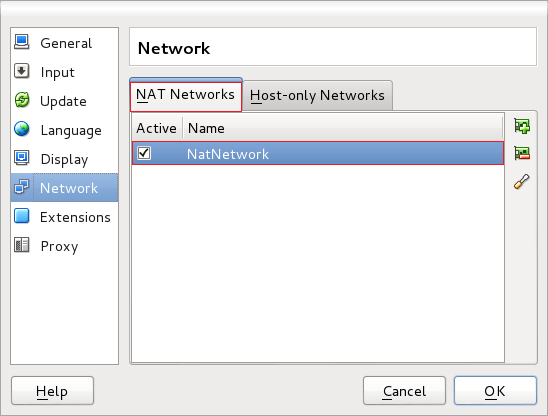 General
Input
Update
Language
Display
Network
Extensions
Proxy
Network
NAT Networks Host-only Networks
Active Name
NatNetwork
Help Cancel OK